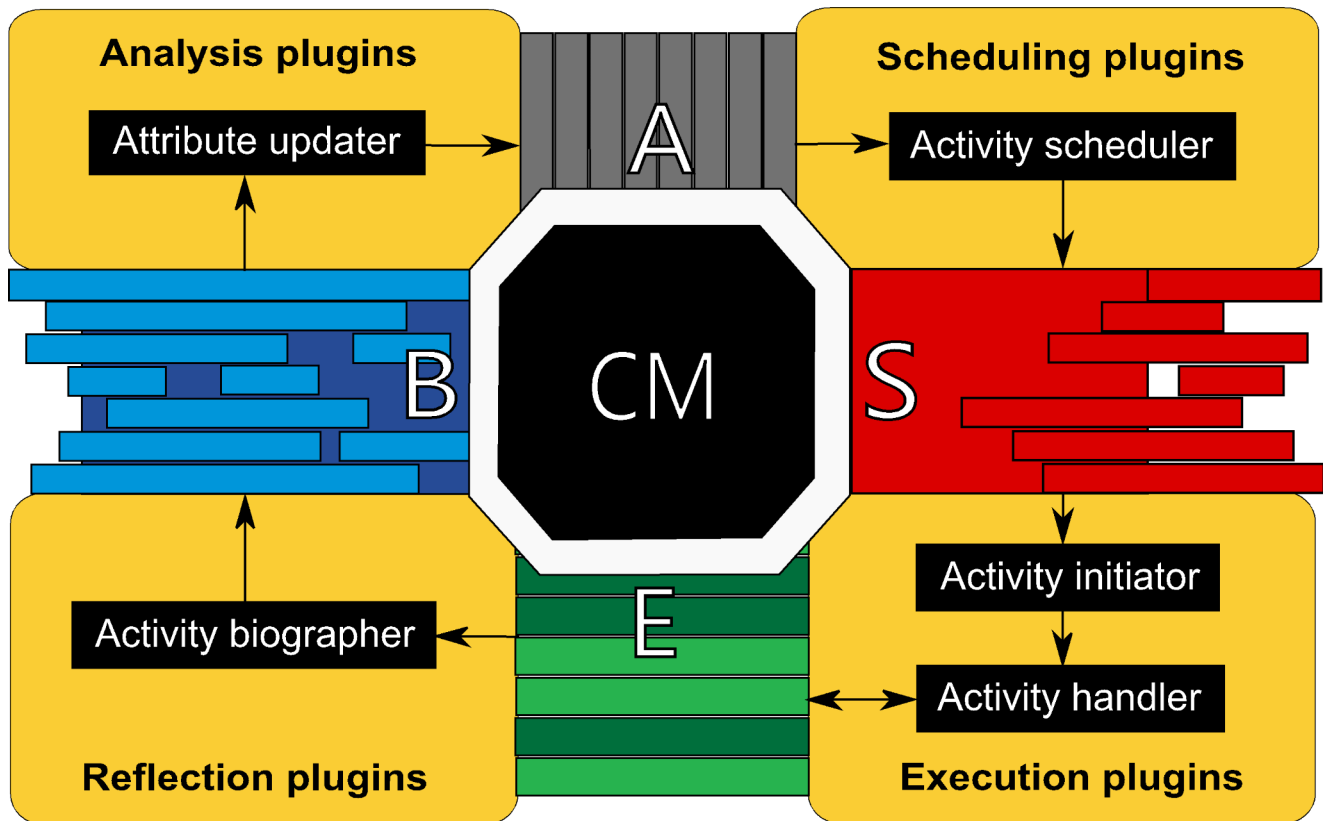 Analysis plugins
Scheduling plugins
Attribute updater
A
Activity scheduler
B
CM
S
Activity initiator
E
Activity biographer
Activity handler
Reflection plugins
Execution plugins